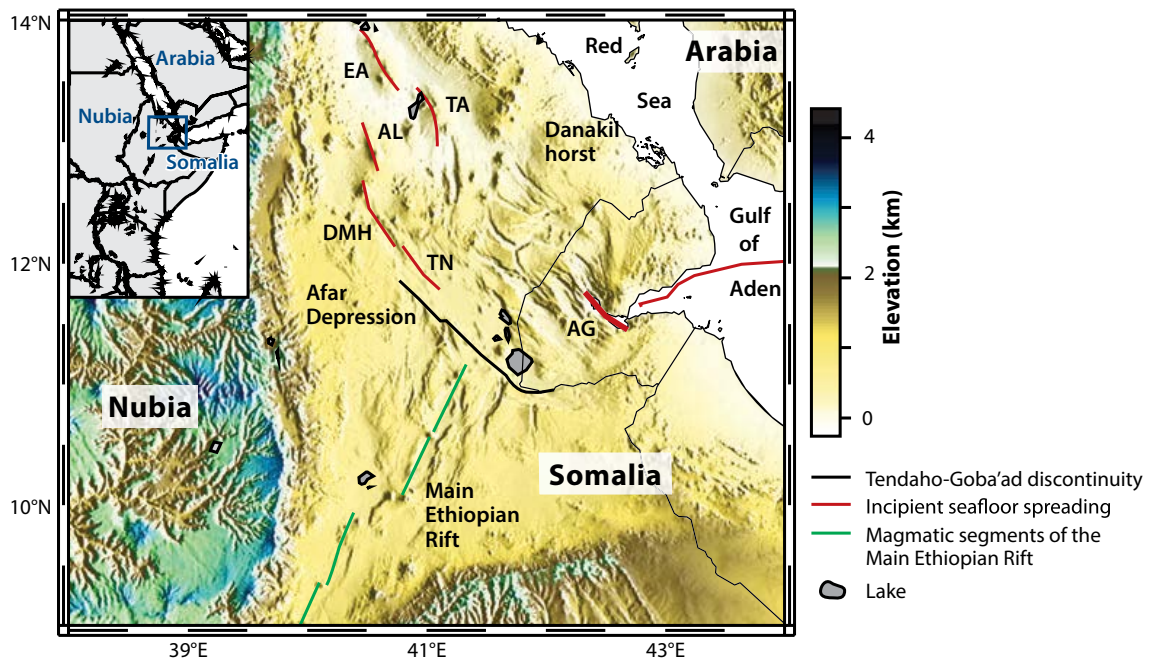 14°N
12°N
10°N
39°E
41°E
43°E
Arabia
Nubia
Somalia
Red
Sea
Arabia
EA
TA
AL
Danakil
horst
DMH
TN
Gulf
of
Aden
Afar
Depression
AG
Nubia
Somalia
Main
Ethiopian
Rift
4
2
0
Elevation (km)
Tendaho-Goba’ad discontinuity
Incipient seafloor spreading
Magmatic segments of the
Main Ethiopian Rift
Lake